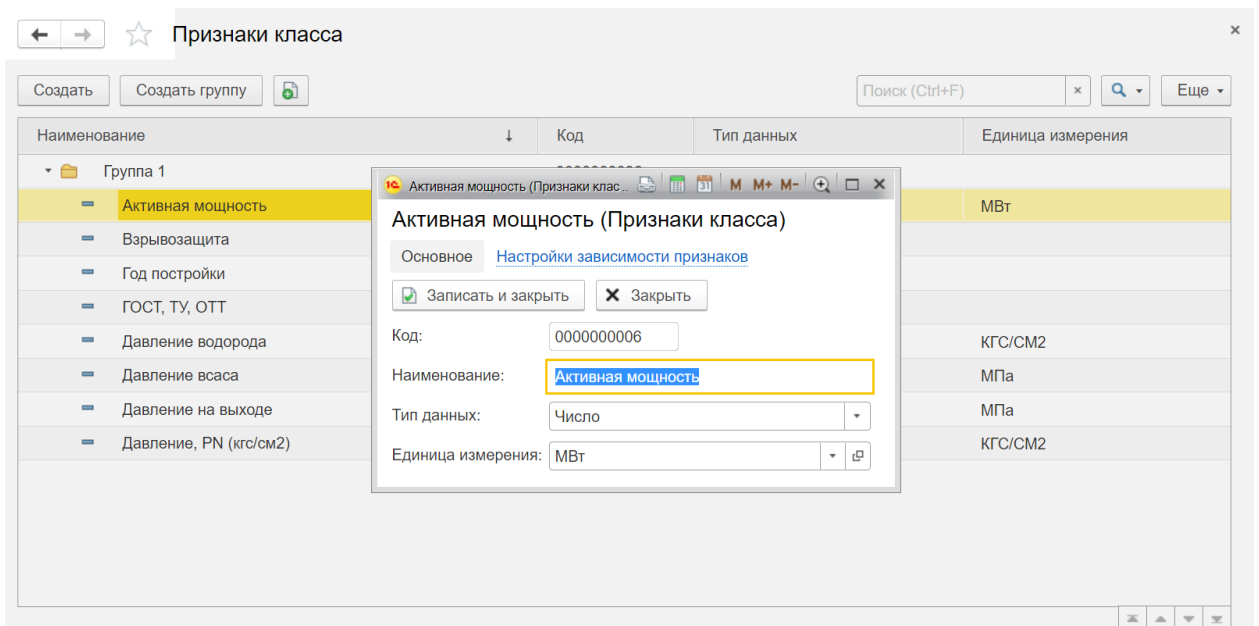 Признаки класса
Создать Создать группу Поиск (Ctrl+F) Еще
Наименование Код Тип данных Единица измерения
Группа 1
Активная мощность МВт
Взрывозащита
Год постройки
ГОСТ, ТУ, ОТТ
Давление водорода КГС/СМ2
Давление всаса МПа
Давление на выходе МПа
Давление, PN (кгс/см2) КГС/СМ2
Активная мощность (Признаки клас... 31 M M+ M-
Активная мощность (Признаки класса)
Основное Настройки зависимости признаков
Записать и закрыть Закрыть
Код: 0000000006
Наименование: Активная мощность
Тип данных: Число
Единица измерения: МВт